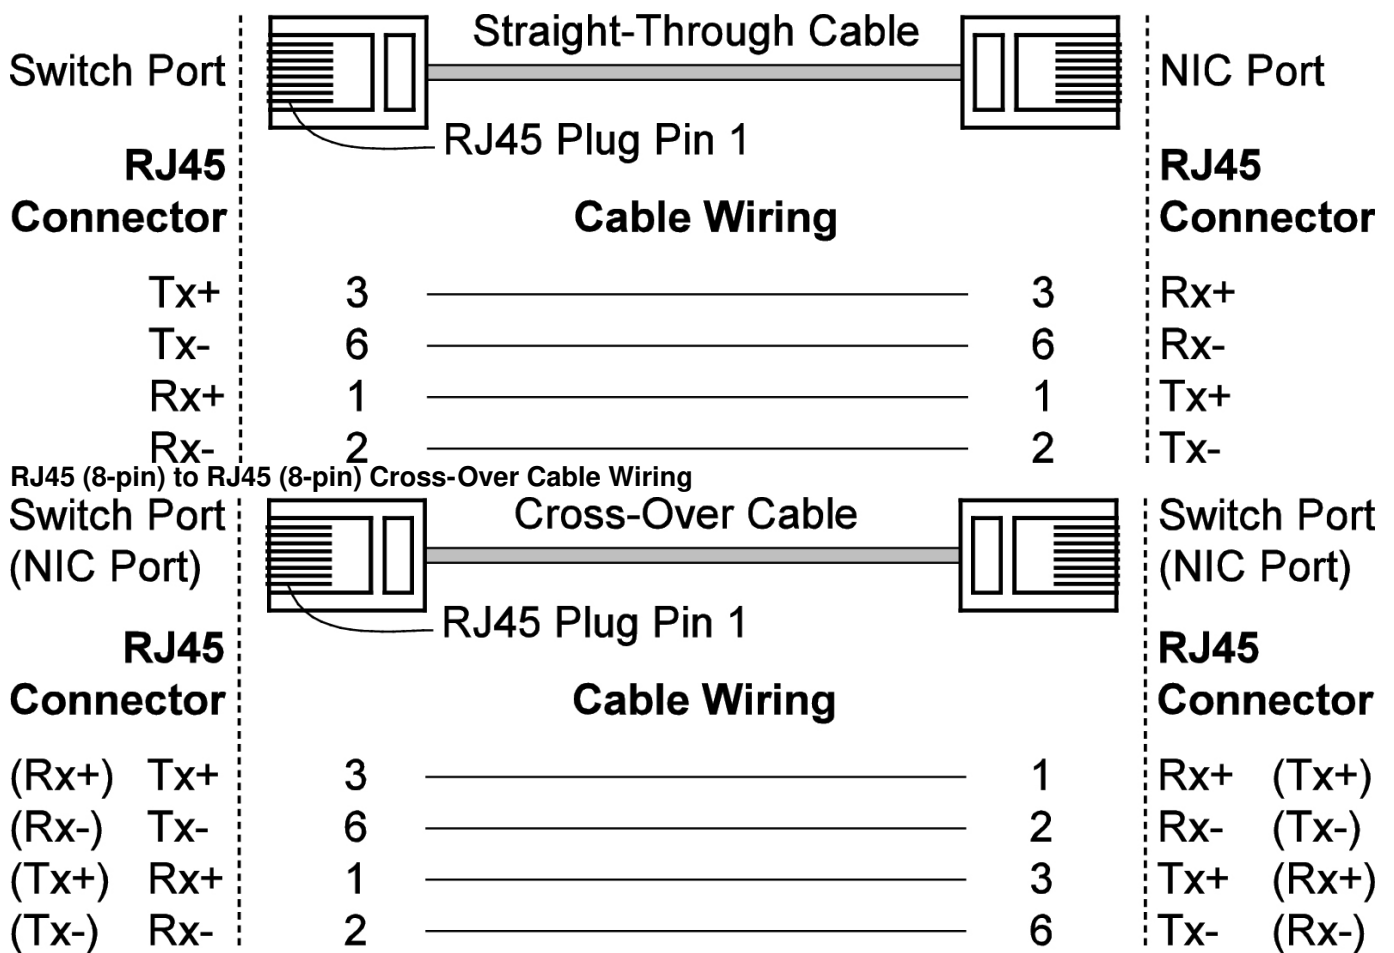 Straight-Through Cable
Switch Port NIC Port
RJ45 Plug Pin 1
RJ45 RJ45
Connector Cable Wiring Connector
Tx+ 3 3 Rx+
Tx- 6 6 Rx-
Rx+ 1 1 Tx+
Rx- 2 2 Tx-
RJ45 (8-pin) to RJ45 (8-pin) Cross-Over Cable Wiring
Switch Port Cross-Over Cable Switch Port
(NIC Port) (NIC Port)
RJ45 Plug Pin 1
RJ45 RJ45
Connector Cable Wiring Connector
(Rx+) Tx+ 3 1 Rx+ (Tx+)
(Rx-) Tx- 6 2 Rx- (Tx-)
(Tx+) Rx+ 1 3 Tx+ (Rx+)
(Tx-) Rx- 2 6 Tx- (Rx-)